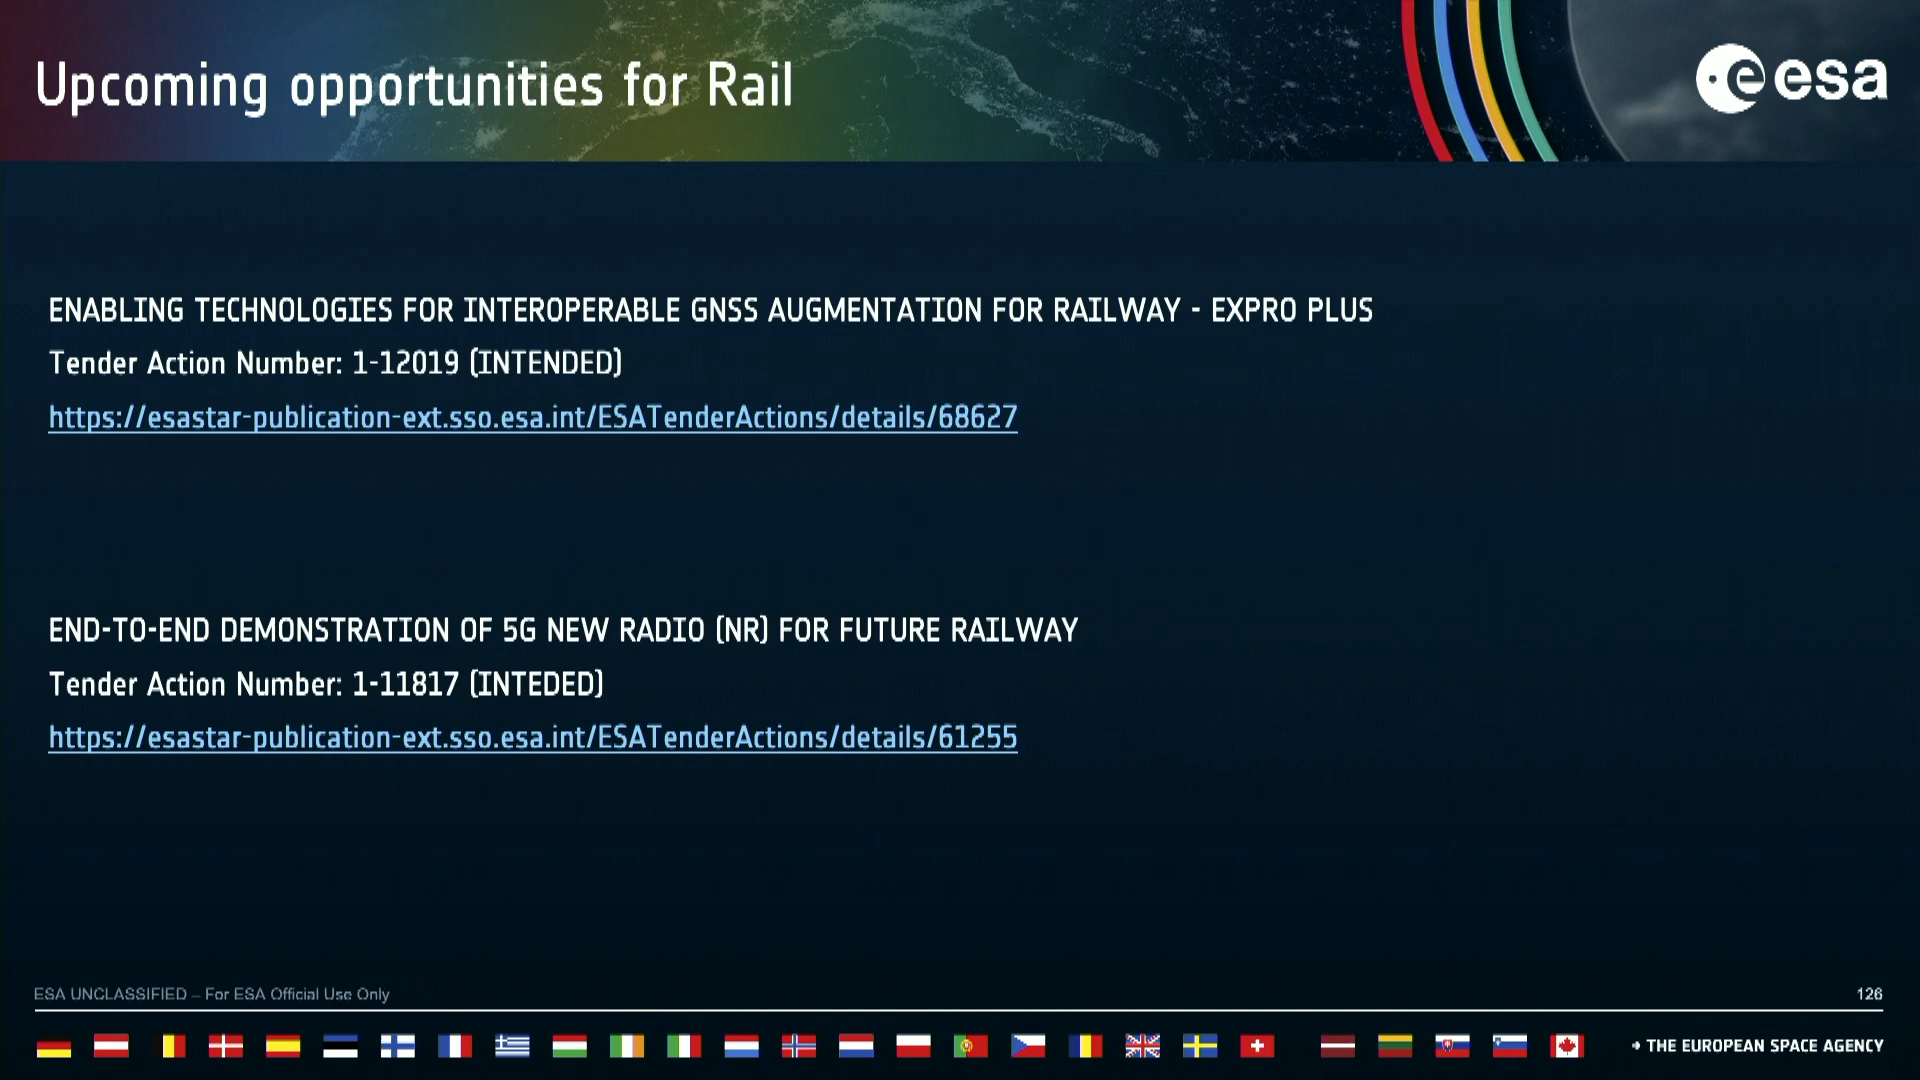 Upcoming opportunities for Rail
esa
ENABLING TECHNOLOGIES FOR INTEROPERABLE GNSS AUGMENTATION FOR RAILWAY - EXPRO PLUS
Tender Action Number: 1-12019 (INTENDED)
https://esastar-publication-ext.sso.esa.int/ESATenderActions/details/68627
END-TO-END DEMONSTRATION OF 5G NEW RADIO (NR) FOR FUTURE RAILWAY
Tender Action Number: 1-11817 (INTEDED)
https://esastar-publication-ext.sso.esa.int/ESATenderActions/details/61255
ESA UNCLASSIFIED – For ESA Official Use Only
126
THE EUROPEAN SPACE AGENCY